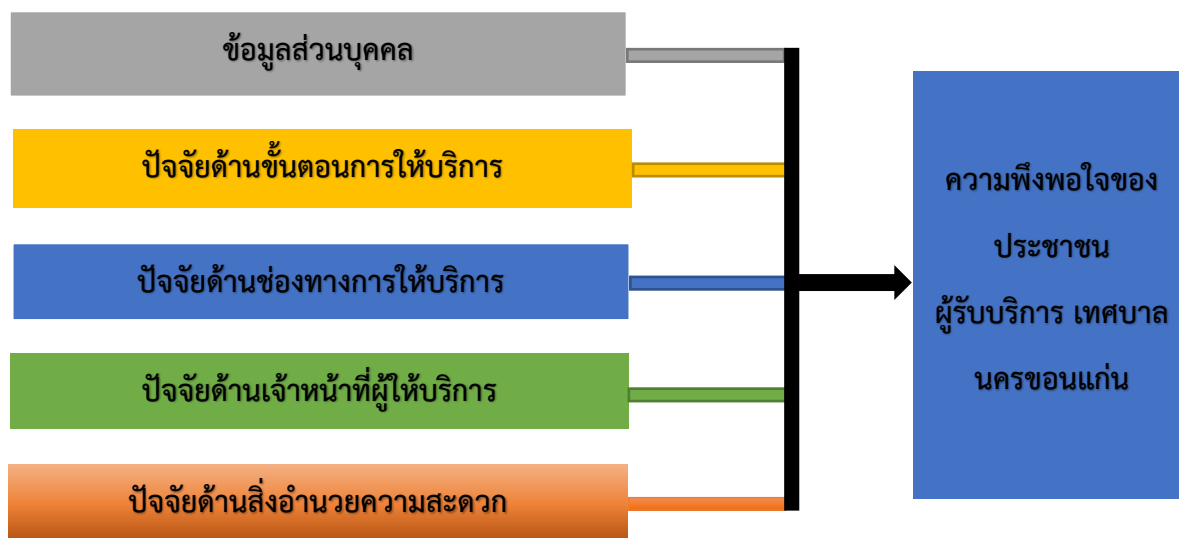 ข้อมูลส่วนบุคคล
ปัจจัยด้านขั้นตอนการให้บริการ
ปัจจัยด้านช่องทางการให้บริการ
ปัจจัยด้านเจ้าหน้าที่ผู้ให้บริการ
ปัจจัยด้านสิ่งอำนวยความสะดวก
ความพึงพอใจของ
ประชาชน
ผู้รับบริการ เทศบาล
นครขอนแก่น